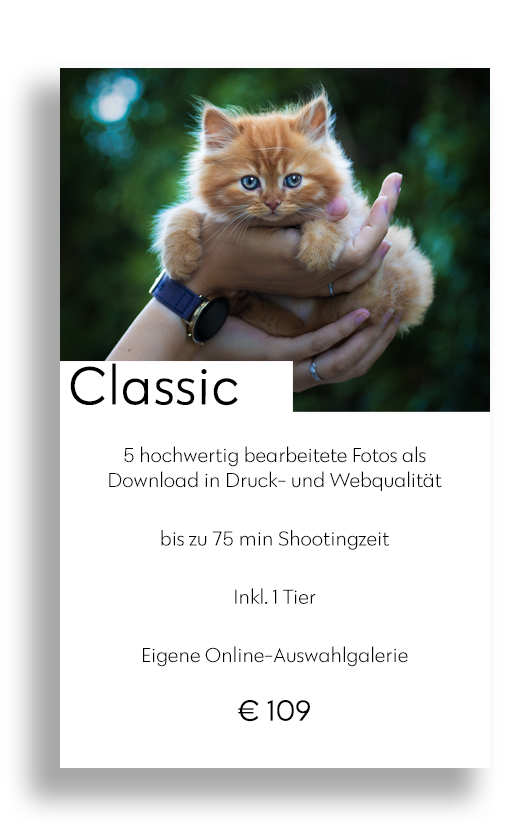 Classic
5 hochwertig bearbeitete Fotos als
Download in Druck- und Webqualität
bis zu 75 min Shootingzeit
Inkl. 1 Tier
Eigene Online-Auswahlgalerie
€ 109